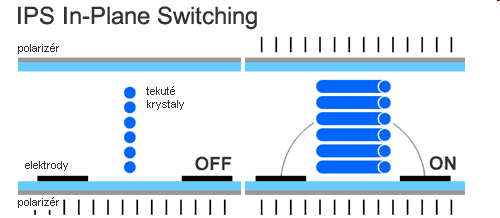 IPS In-Plane Switching
polarizér
tekuté
krystaly
elektrody
OFF
ON
polarizér